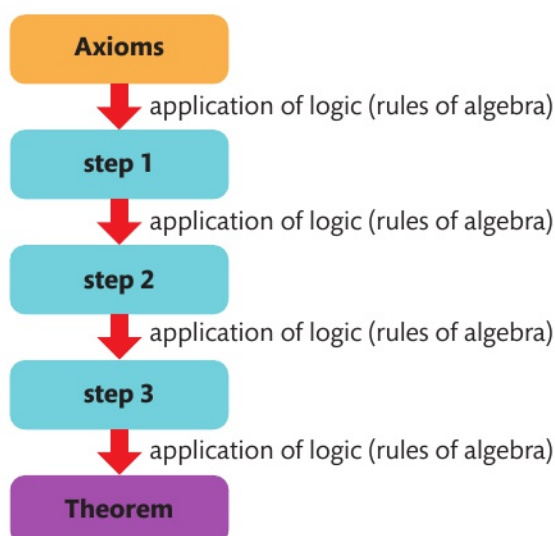 Axioms
application of logic (rules of algebra)
step 1
application of logic (rules of algebra)
step 2
application of logic (rules of algebra)
step 3
application of logic (rules of algebra)
Theorem